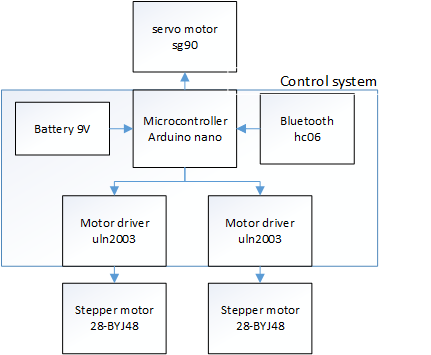 servo motor
sg90
Control system
Battery 9V
Microcontroller
Arduino nano
Bluetooth
hc06
Motor driver
uln2003
Motor driver
uln2003
Stepper motor
28-BYJ48
Stepper motor
28-BYJ48